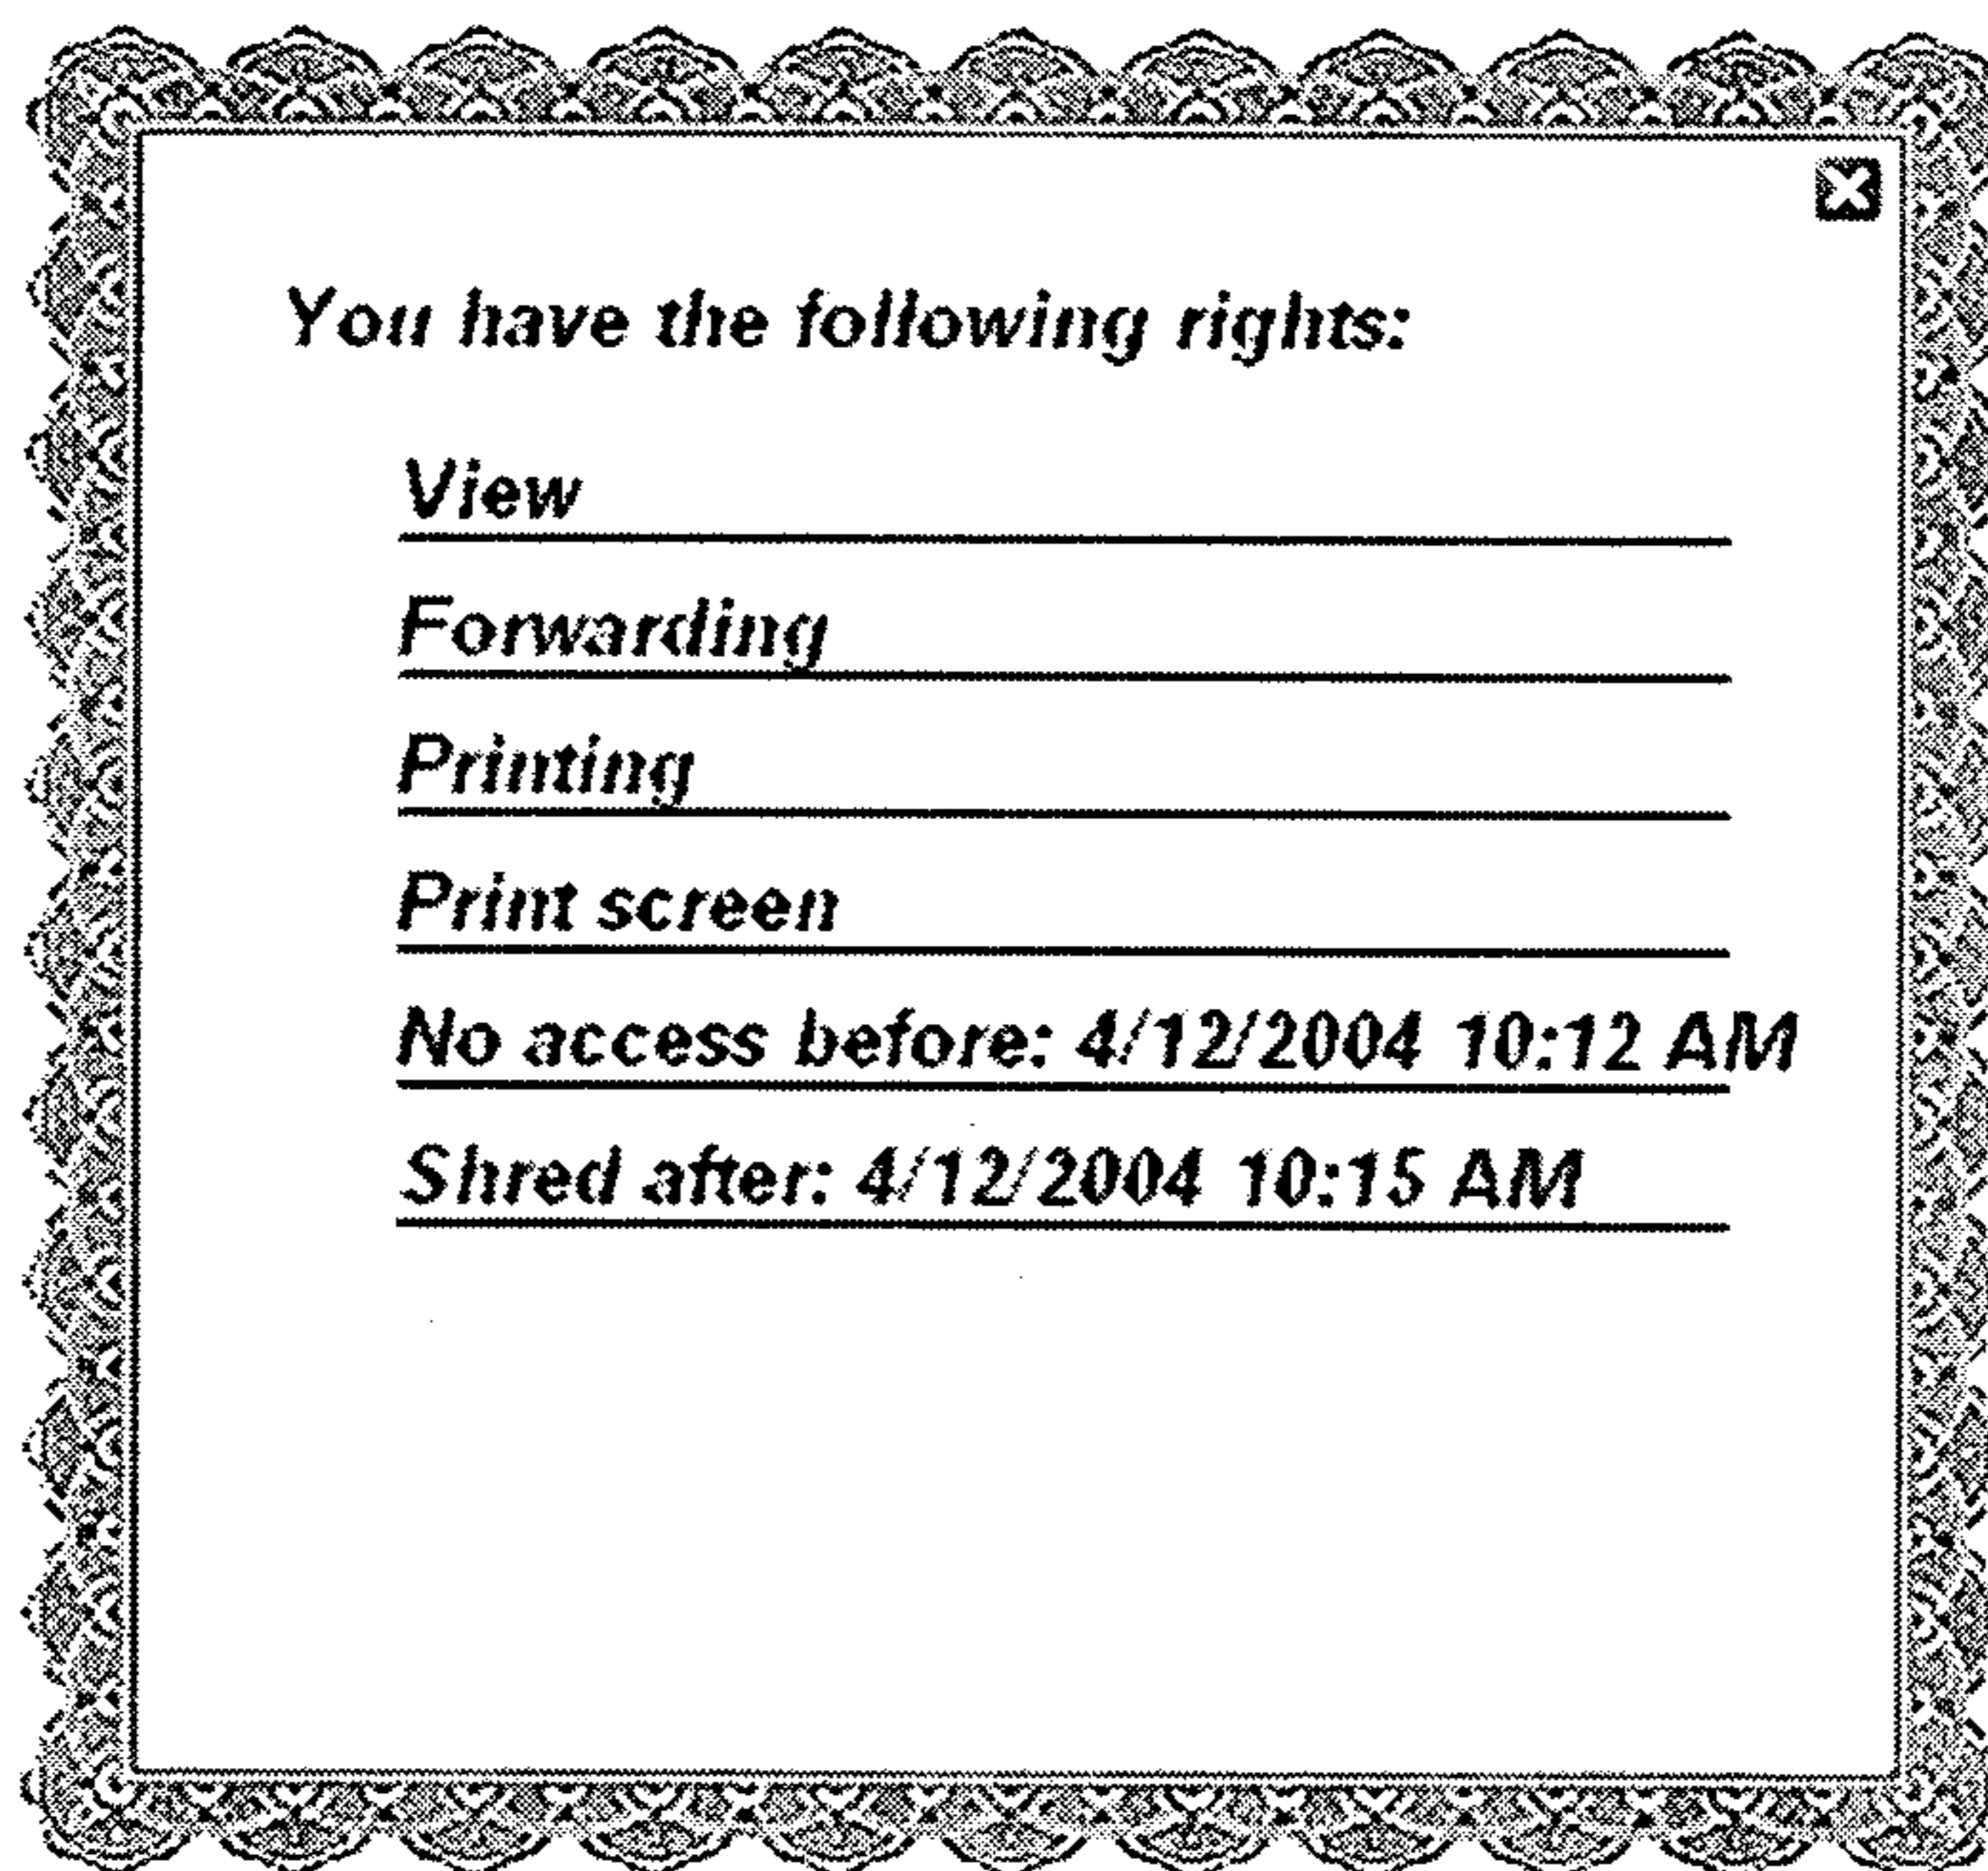 You have the following rights:
View
Forwarding
Printing
Print screen
No access before: 4/12/2004 10:12 AM
Shred after: 4/12/2004 10:15 AM